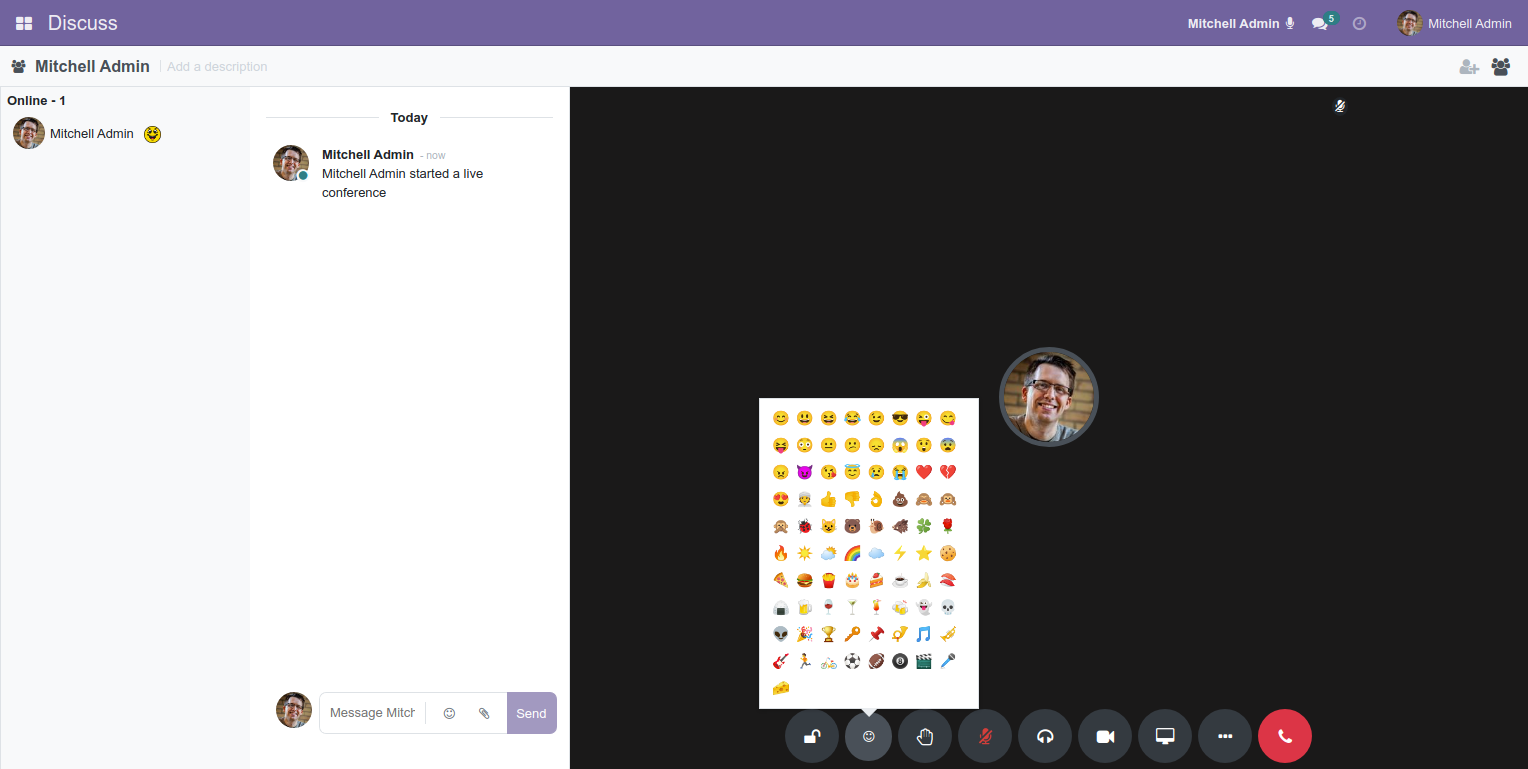 Discuss
Mitchell Admin
5
Mitchell Admin
Mitchell Admin
Add a description
Online - 1
Mitchell Admin
Today
Mitchell Admin - now
Mitchell Admin started a live
conference
Message Mitch
Send